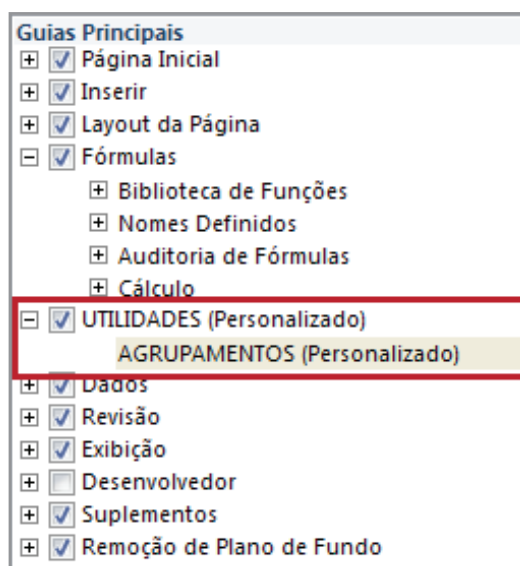 Guias Principais
Página Inicial
Inserir
Layout da Página
Fórmulas
Biblioteca de Funções
Nomes Definidos
Auditoria de Fórmulas
Cálculo
UTILIDADES (Personalizado)
AGRUPAMENTOS (Personalizado)
Dados
Revisão
Exibição
Desenvolvedor
Suplementos
Remoção de Plano de Fundo